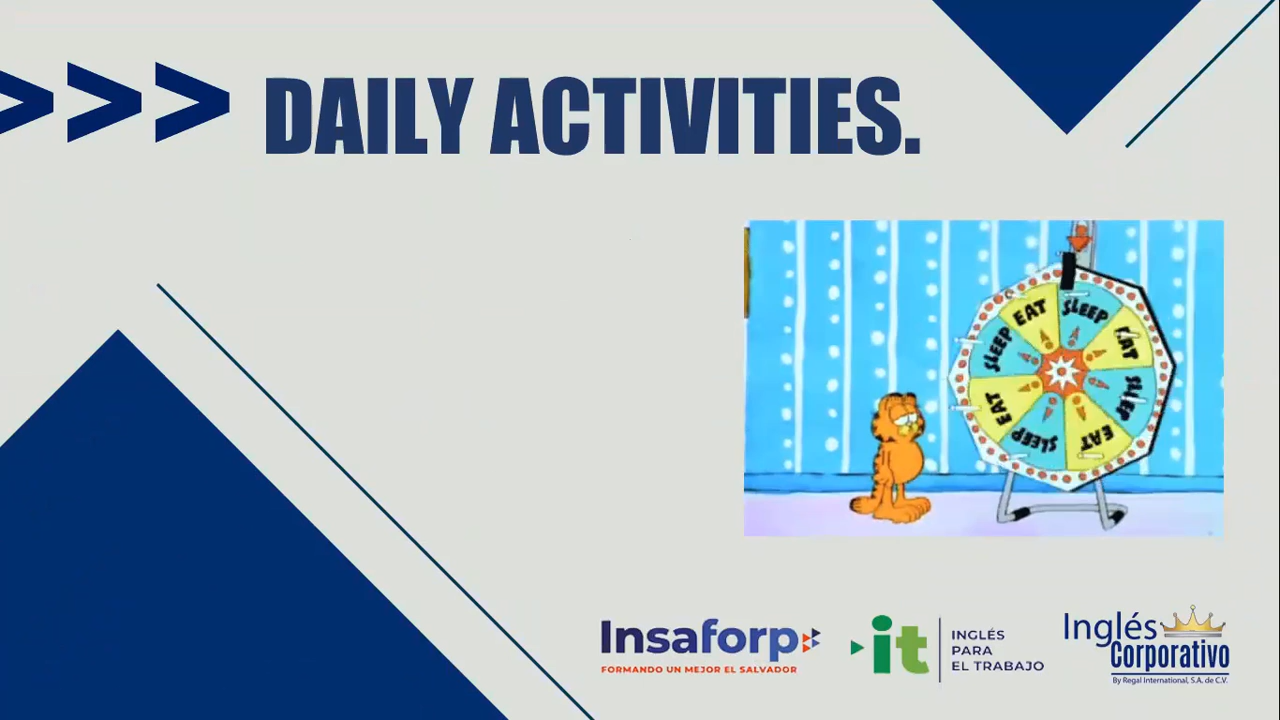 >>> DAILY ACTIVITIES.
EAT
SLEEP
EAT
SLEEP
EAT
SLEEP
EAT
SLEEP
Insaforp
FORMANDO UN MEJOR EL SALVADOR
it
INGLÉS
PARA
EL TRABAJO
Inglés
Corporativo
By Regal International, S.A. de C.V.